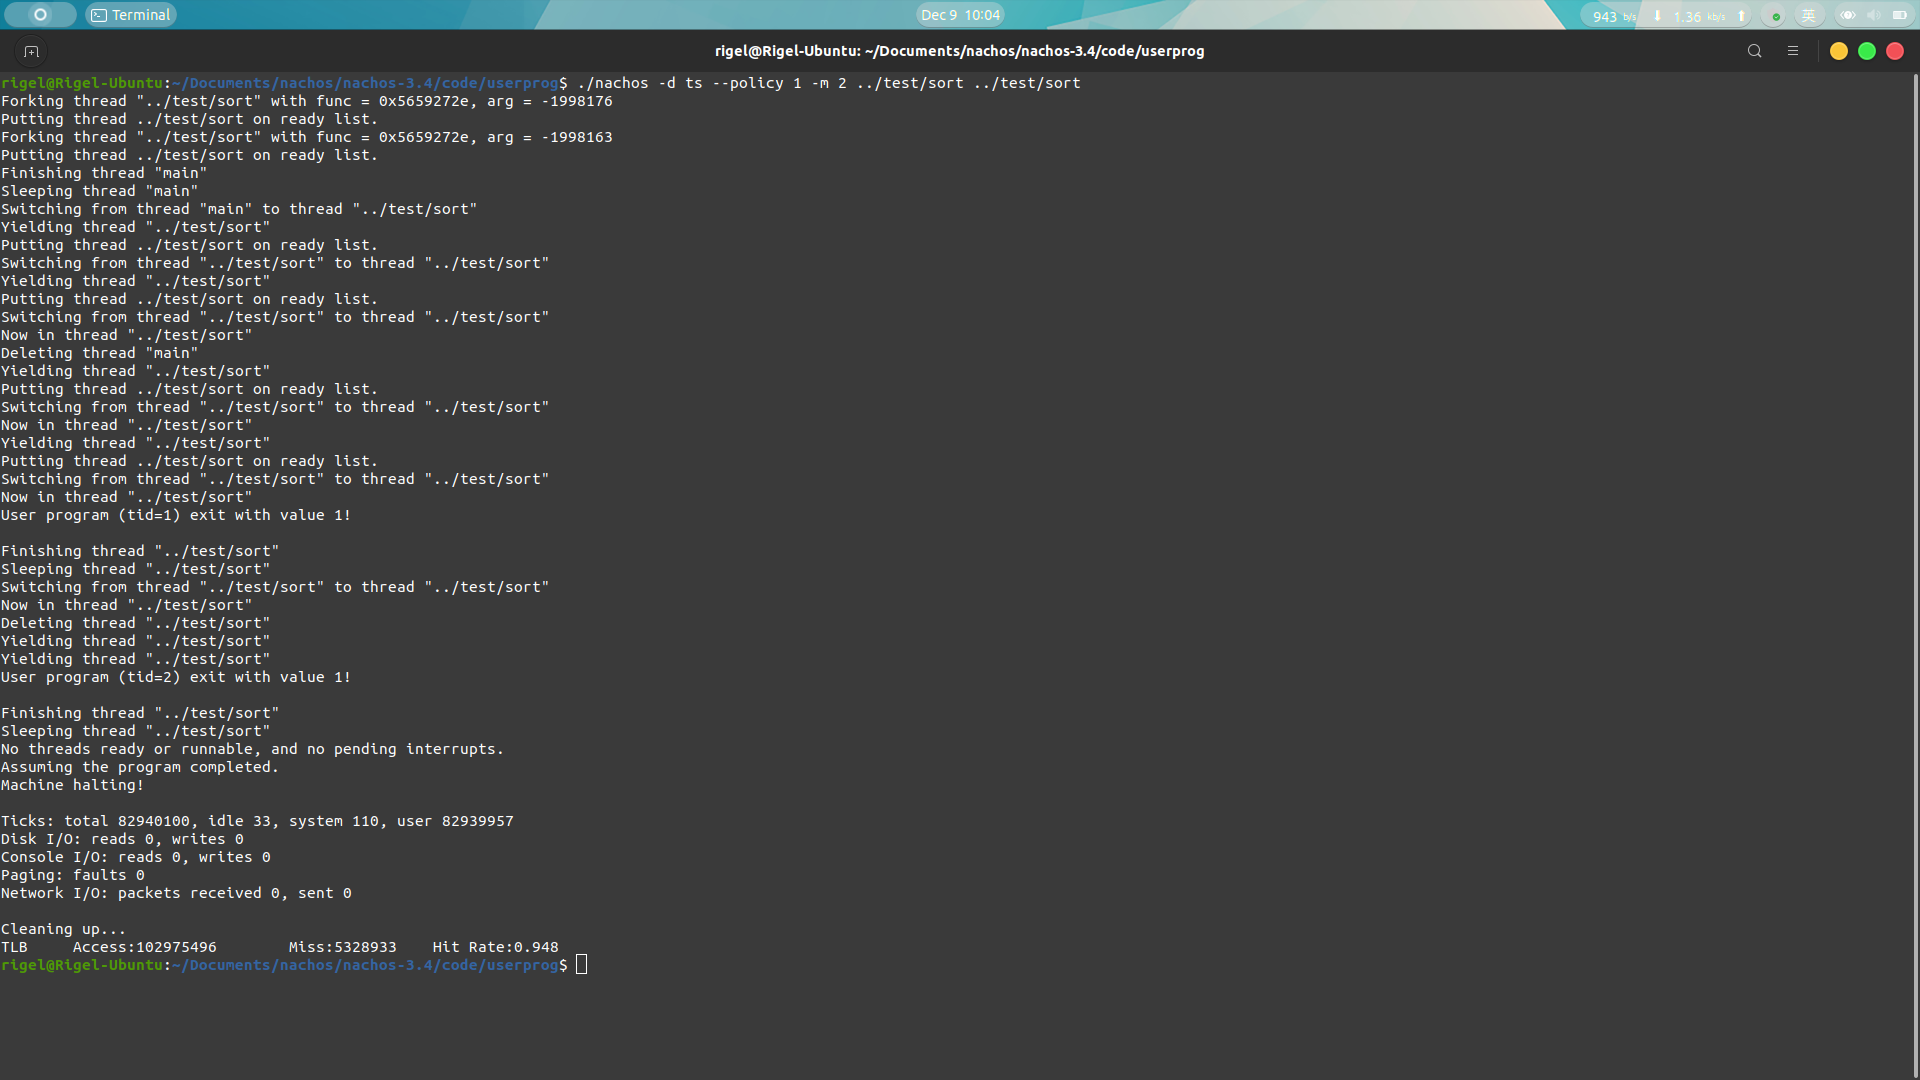 Terminal
Dec 9 10:04
943 b/s 1.36 kb/s 英
rigel@Rigel-Ubuntu: ~/Documents/nachos/nachos-3.4/code/userprog
rigel@Rigel-Ubuntu:~/Documents/nachos/nachos-3.4/code/userprog$ ./nachos -d ts --policy 1 -m 2 ../test/sort ../test/sort
Forking thread "../test/sort" with func = 0x5659272e, arg = -1998176
Putting thread ../test/sort on ready list.
Forking thread "../test/sort" with func = 0x5659272e, arg = -1998163
Putting thread ../test/sort on ready list.
Finishing thread "main"
Sleeping thread "main"
Switching from thread "main" to thread "../test/sort"
Yielding thread "../test/sort"
Putting thread ../test/sort on ready list.
Switching from thread "../test/sort" to thread "../test/sort"
Yielding thread "../test/sort"
Putting thread ../test/sort on ready list.
Switching from thread "../test/sort" to thread "../test/sort"
Now in thread "../test/sort"
Deleting thread "main"
Yielding thread "../test/sort"
Putting thread ../test/sort on ready list.
Switching from thread "../test/sort" to thread "../test/sort"
Now in thread "../test/sort"
Yielding thread "../test/sort"
Putting thread ../test/sort on ready list.
Switching from thread "../test/sort" to thread "../test/sort"
Now in thread "../test/sort"
User program (tid=1) exit with value 1!
Finishing thread "../test/sort"
Sleeping thread "../test/sort"
Switching from thread "../test/sort" to thread "../test/sort"
Now in thread "../test/sort"
Deleting thread "../test/sort"
Yielding thread "../test/sort"
Yielding thread "../test/sort"
User program (tid=2) exit with value 1!
Finishing thread "../test/sort"
Sleeping thread "../test/sort"
No threads ready or runnable, and no pending interrupts.
Assuming the program completed.
Machine halting!
Ticks: total 82940100, idle 33, system 110, user 82939957
Disk I/O: reads 0, writes 0
Console I/O: reads 0, writes 0
Paging: faults 0
Network I/O: packets received 0, sent 0
Cleaning up...
TLB Access:102975496 Miss:5328933 Hit Rate:0.948
rigel@Rigel-Ubuntu:~/Documents/nachos/nachos-3.4/code/userprog$